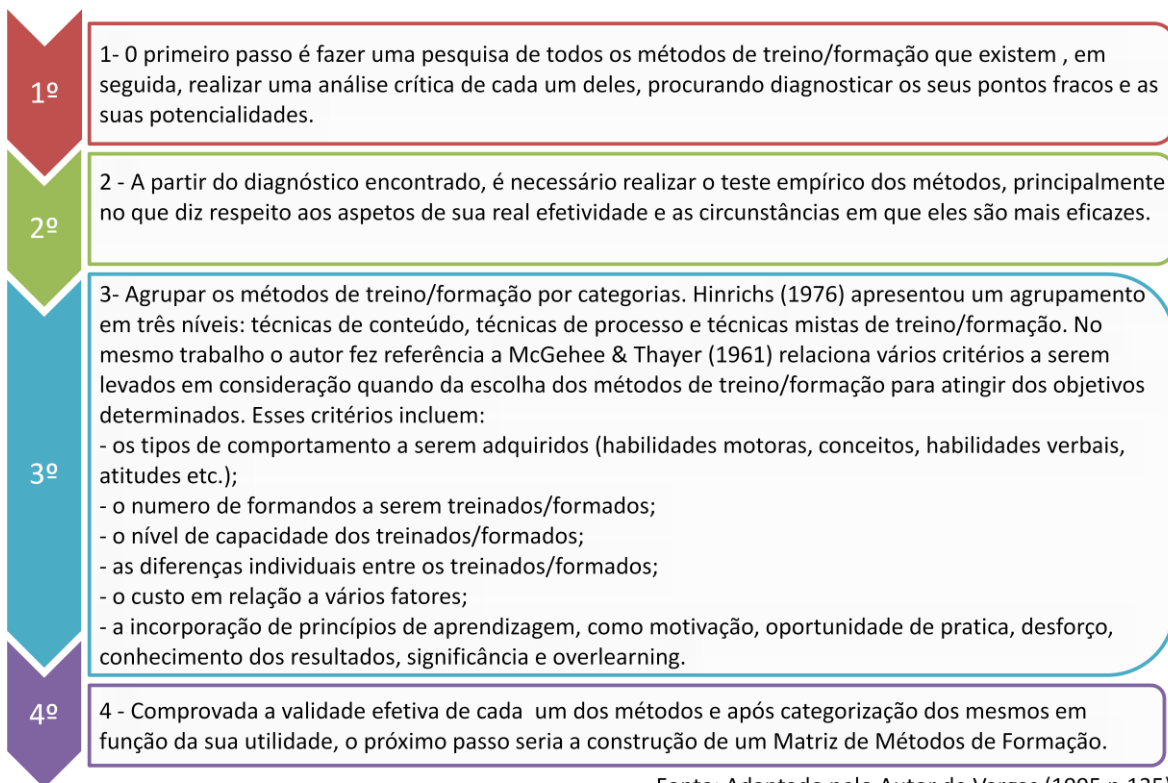 1º
1- O primeiro passo é fazer uma pesquisa de todos os métodos de treino/formação que existem , em
seguida, realizar uma análise crítica de cada um deles, procurando diagnosticar os seus pontos fracos e as
suas potencialidades.
2º
2 - A partir do diagnóstico encontrado, é necessário realizar o teste empírico dos métodos, principalmente
no que diz respeito aos aspetos de sua real efetividade e as circunstâncias em que eles são mais eficazes.
3º
3- Agrupar os métodos de treino/formação por categorias. Hinrichs (1976) apresentou um agrupamento
em três níveis: técnicas de conteúdo, técnicas de processo e técnicas mistas de treino/formação. No
mesmo trabalho o autor fez referência a McGehee & Thayer (1961) relaciona vários critérios a serem
levados em consideração quando da escolha dos métodos de treino/formação para atingir dos objetivos
determinados. Esses critérios incluem:
- os tipos de comportamento a serem adquiridos (habilidades motoras, conceitos, habilidades verbais,
atitudes etc.);
- o numero de formandos a serem treinados/formados;
- o nível de capacidade dos treinados/formados;
- as diferenças individuais entre os treinados/formados;
- o custo em relação a vários fatores;
- a incorporação de princípios de aprendizagem, como motivação, oportunidade de pratica, desforço,
conhecimento dos resultados, significância e overlearning.
4º
4 - Comprovada a validade efetiva de cada um dos métodos e após categorização dos mesmos em
função da sua utilidade, o próximo passo seria a construção de um Matriz de Métodos de Formação.